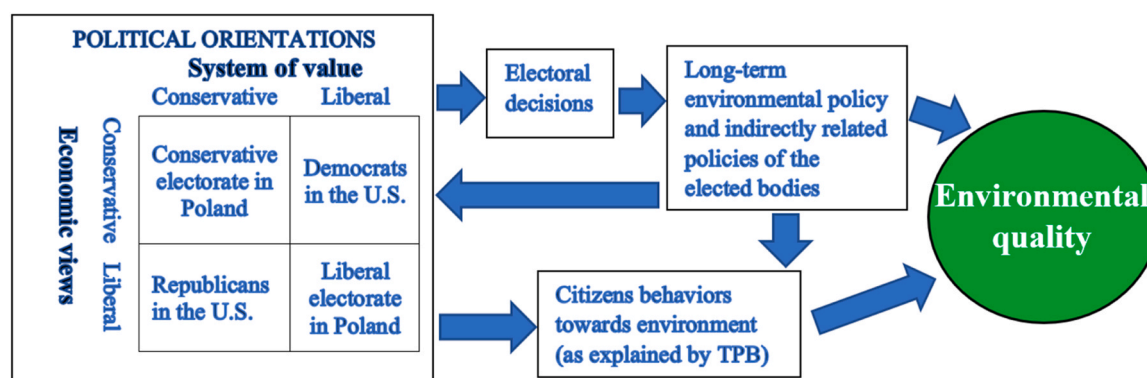 POLITICAL ORIENTATIONS
System of value
Conservative
Liberal
Economic views
Conservative
Liberal
Conservative
electorate in
Poland
Democrats
in the U.S.
Republicans
in the U.S.
Liberal
electorate
in Poland
Electoral
decisions
Long-term
environmental policy
and indirectly related
policies of the
elected bodies
Citizens behaviors
towards environment
(as explained by TPB)
Environmental
quality